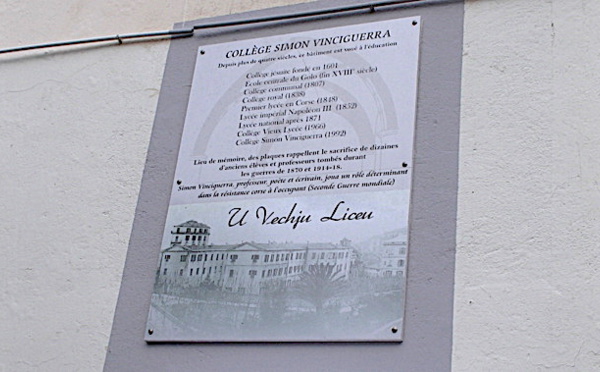 COLLÈGE SIMON VINCIGUERRA
Depuis plus de quatre siècles, ce bâtiment est voué à l'éducation
Collège jésuite fondé en 1601
Ecole centrale du Golo (fin XVIIIᵉ siècle)
Collège communal (1807)
Collège royal (1838)
Premier lycée en Corse (1848)
Lycée impérial Napoléon III (1852)
Lycée national après 1871
Collège Vieux Lycée (1966)
Collège Simon Vinciguerra (1992)
Lieu de mémoire, des plaques rappellent le sacrifice de dizaines
d'anciens élèves et professeurs tombés durant
les guerres de 1870 et 1914-18.
Simon Vinciguerra, professeur, poète et écrivain, joua un rôle déterminant
dans la résistance corse à l'occupant (Seconde Guerre mondiale)
U Vechju Liceu